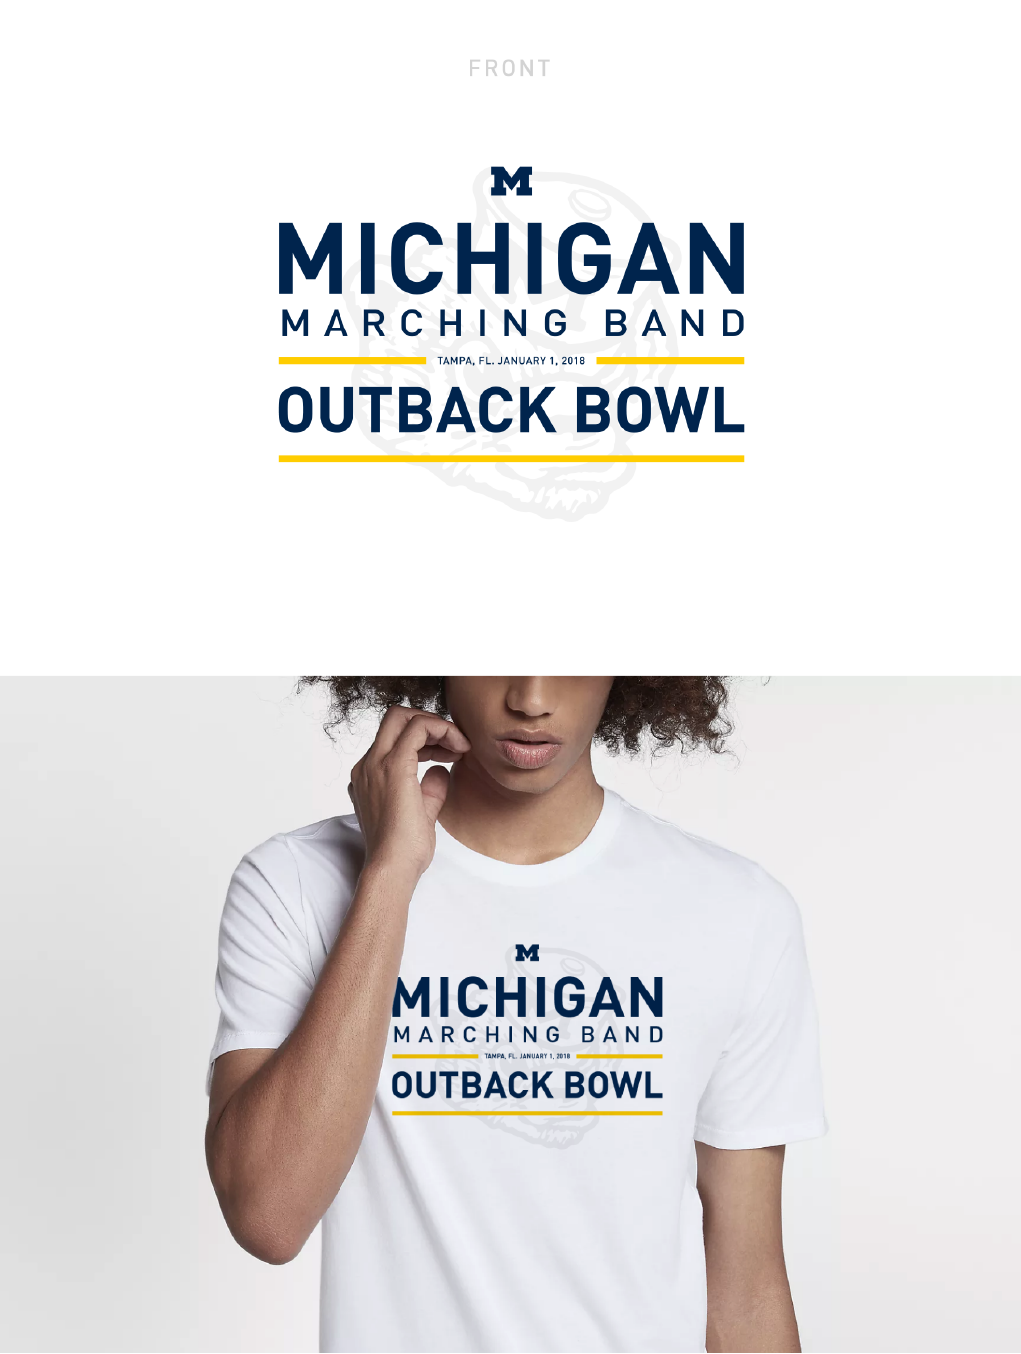 FRONT
M
MICHIGAN
MARCHING BAND
TAMPA, FL. JANUARY 1, 2018
OUTBACK BOWL
M
MICHIGAN
MARCHING BAND
TAMPA, FL. JANUARY 1, 2018
OUTBACK BOWL